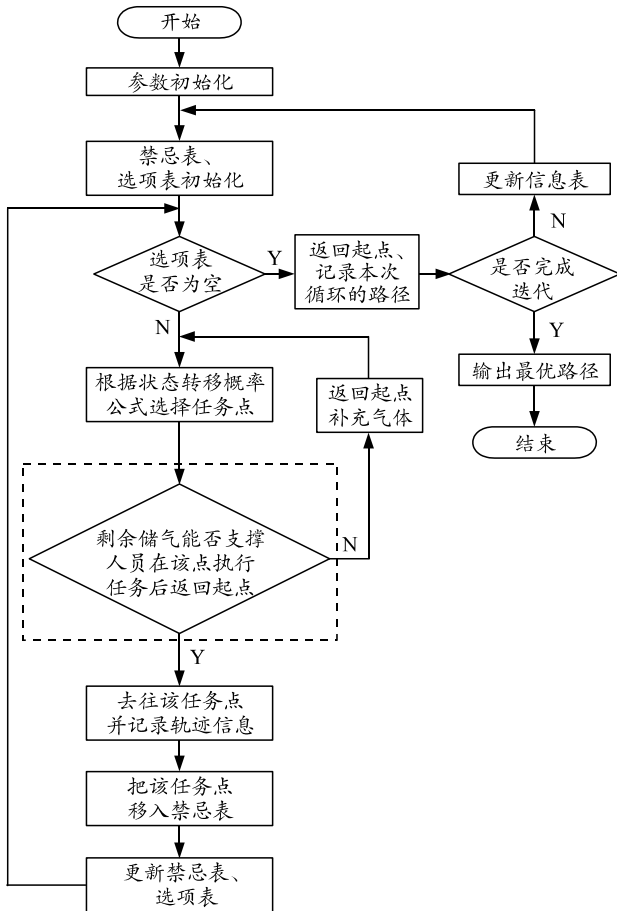 开始
参数初始化
禁忌表、
选项表初始化
更新信息表
N
选项表
是否为空
Y
返回起点、
记录本次
循环的路径
是否完成
迭代
N
Y
根据状态转移概率
公式选择任务点
返回起点
补充气体
输出最优路径
结束
剩余储气能否支撑
人员在该点执行
任务后返回起点
N
Y
去往该任务点
并记录轨迹信息
把该任务点
移入禁忌表
更新禁忌表、
选项表